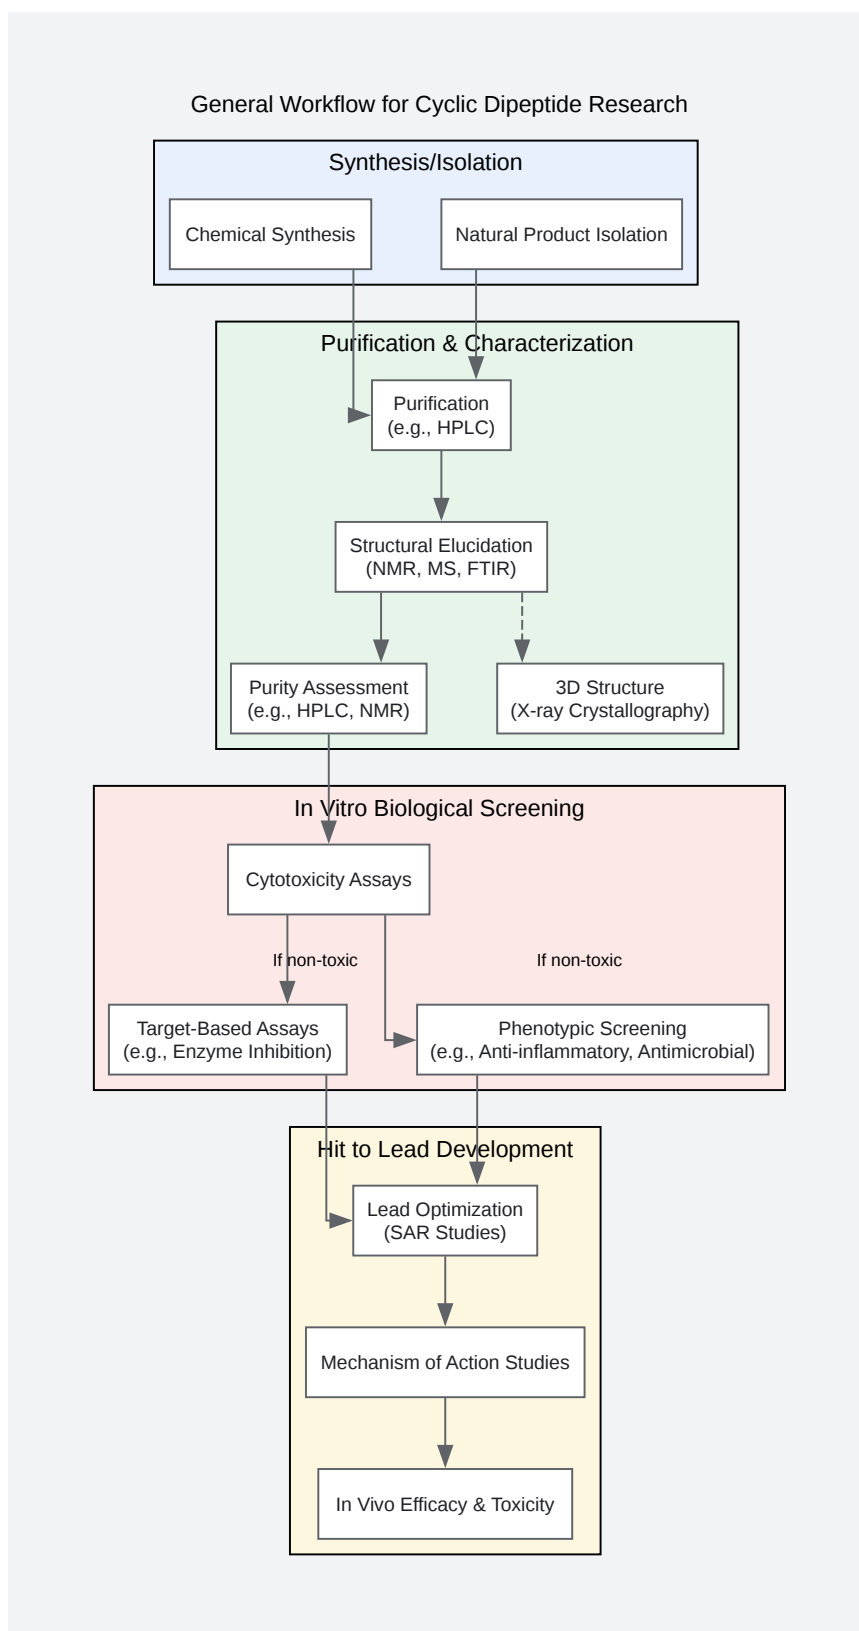 General Workflow for Cyclic Dipeptide Research
Synthesis/Isolation
Chemical Synthesis
Natural Product Isolation
Purification & Characterization
Purification
(e.g., HPLC)
Structural Elucidation
(NMR, MS, FTIR)
Purity Assessment
(e.g., HPLC, NMR)
3D Structure
(X-ray Crystallography)
In Vitro Biological Screening
Cytotoxicity Assays
If non-toxic
If non-toxic
Target-Based Assays
(e.g., Enzyme Inhibition)
Phenotypic Screening
(e.g., Anti-inflammatory, Antimicrobial)
Hit to Lead Development
Lead Optimization
(SAR Studies)
Mechanism of Action Studies
In Vivo Efficacy & Toxicity